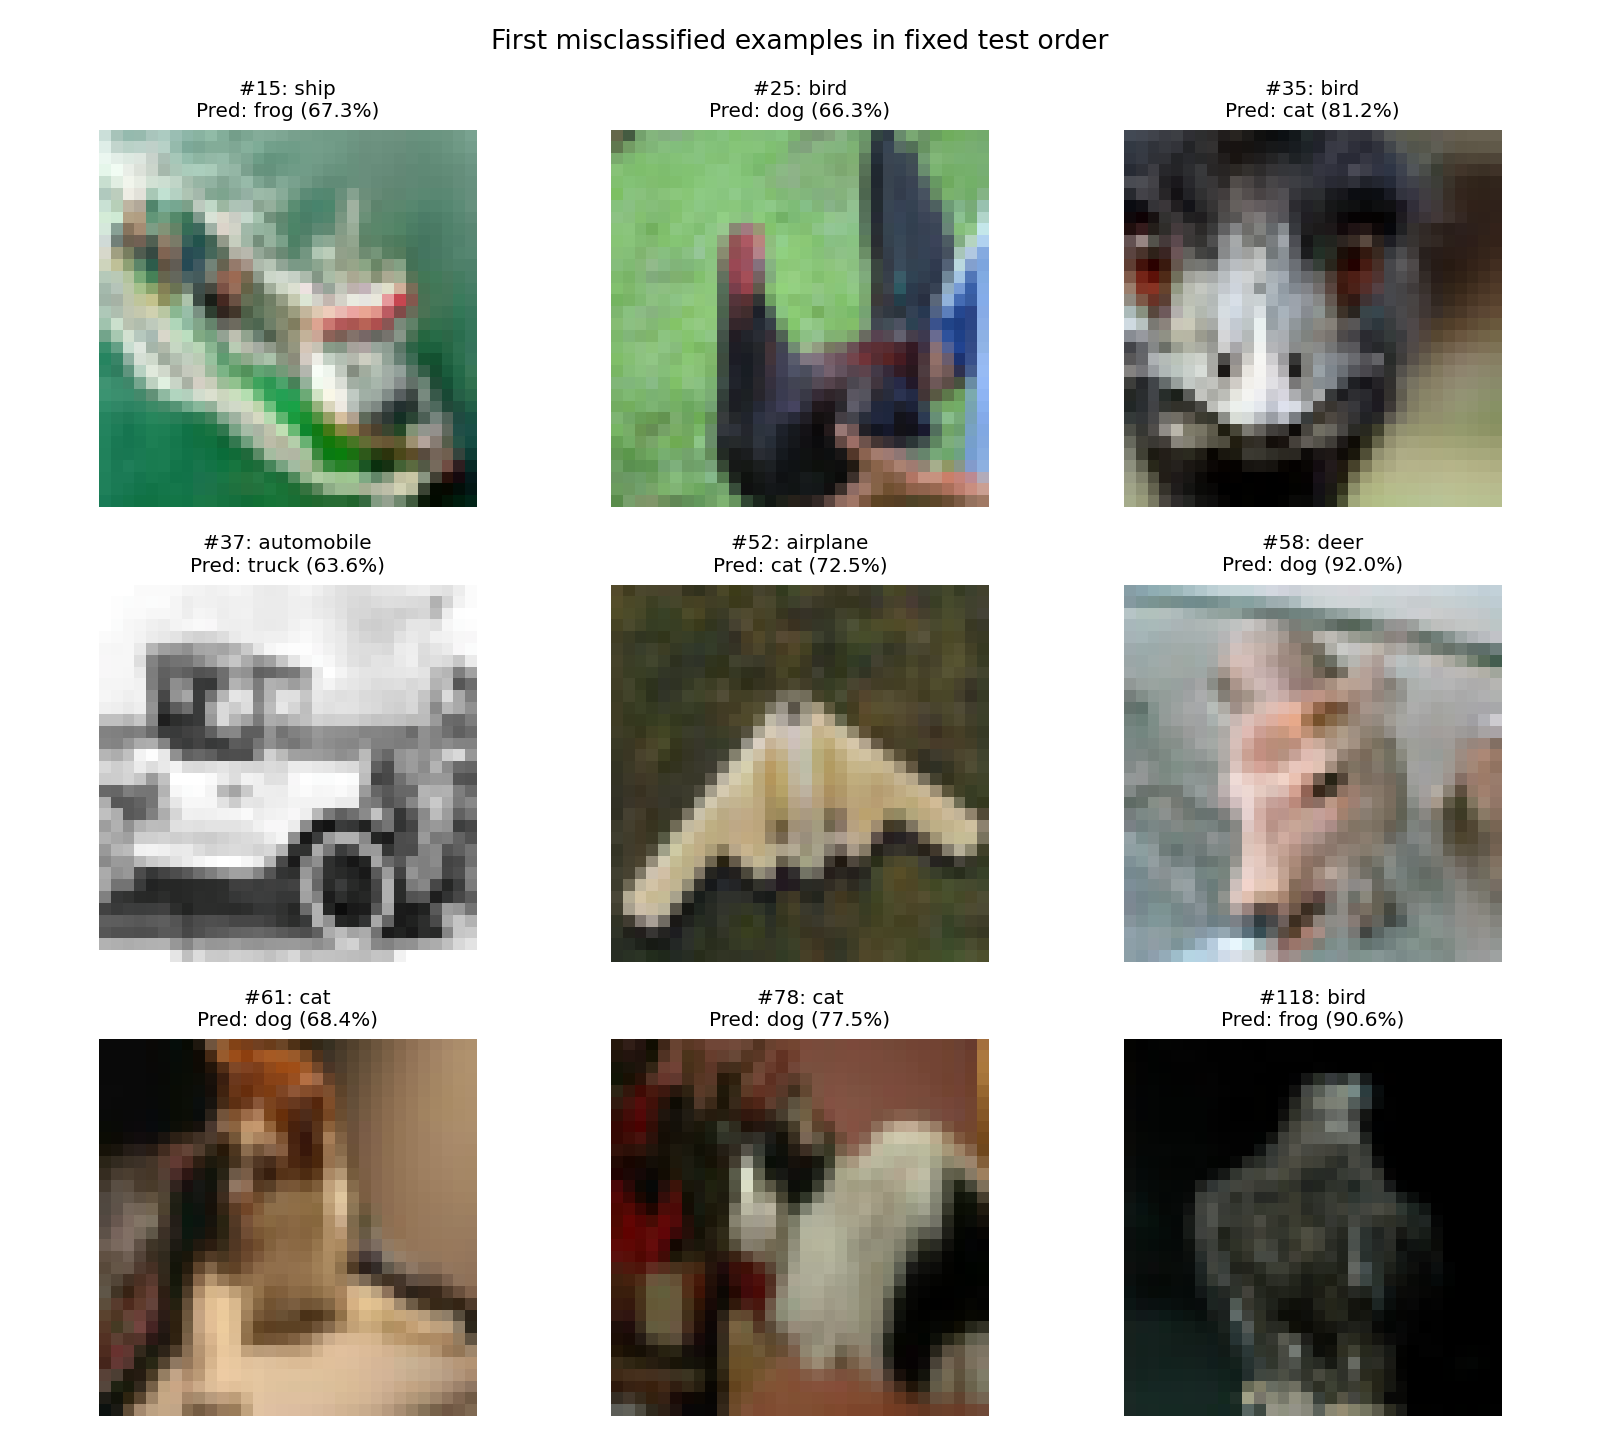 First misclassified examples in fixed test order
#15: ship
Pred: frog (67.3%)
#25: bird
Pred: dog (66.3%)
#35: bird
Pred: cat (81.2%)
#37: automobile
Pred: truck (63.6%)
#52: airplane
Pred: cat (72.5%)
#58: deer
Pred: dog (92.0%)
#61: cat
Pred: dog (68.4%)
#78: cat
Pred: dog (77.5%)
#118: bird
Pred: frog (90.6%)